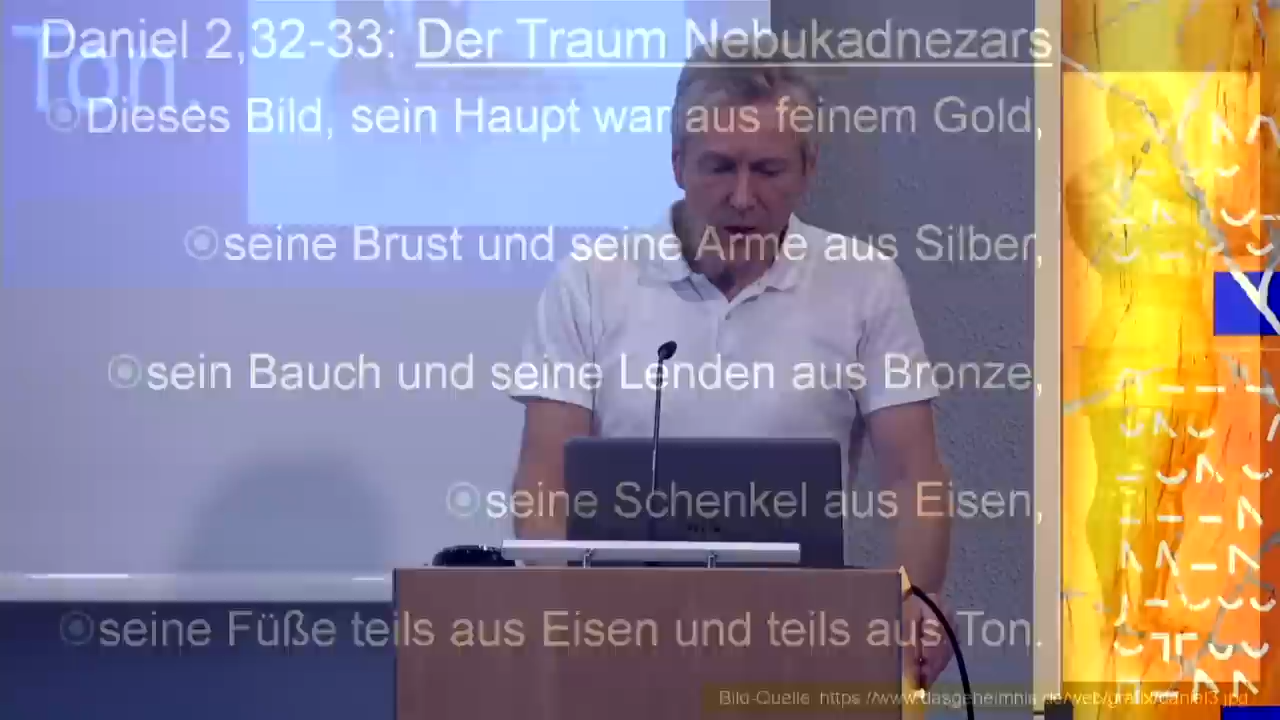 Daniel 2,32-33: Der Traum Nebukadnezars
Ton.
Dieses Bild, sein Haupt war aus feinem Gold,
seine Brust und seine Arme aus Silber,
sein Bauch und seine Lenden aus Bronze,
seine Schenkel aus Eisen,
seine Füße teils aus Eisen und teils aus Ton.
Bild-Quelle https://www.dasgeheimnis.de/web/grafix/daniel3.jpg